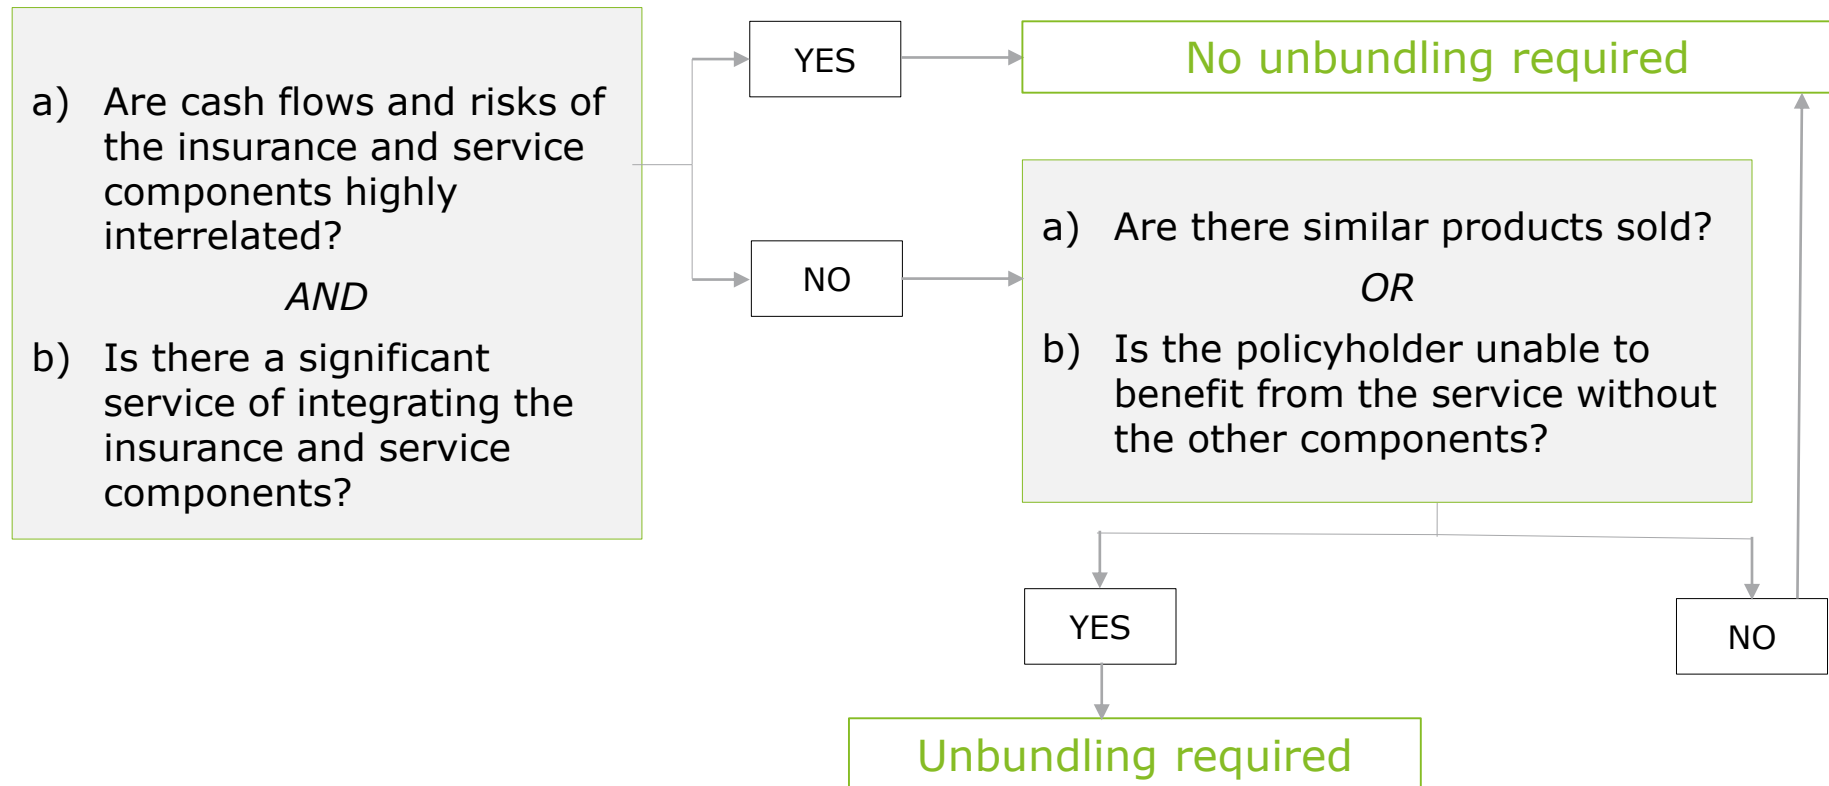 a) Are cash flows and risks of
the insurance and service
components highly
interrelated?
AND
b) Is there a significant
service of integrating the
insurance and service
components?
YES
No unbundling required
NO
a) Are there similar products sold?
OR
b) Is the policyholder unable to
benefit from the service without
the other components?
YES
NO
Unbundling required